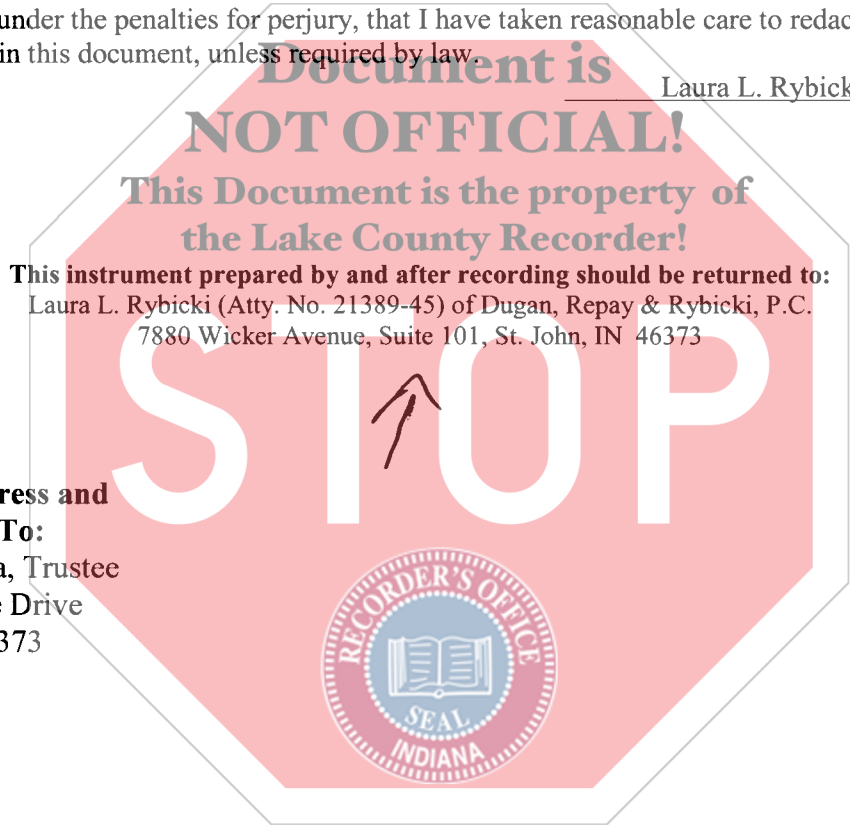 under the penalties for perjury, that I have taken reasonable care to redac
in this document, unless required by law.
Laura L. Rybick
Document is
NOT OFFICIAL!
This Document is the property of
the Lake County Recorder!
This instrument prepared by and after recording should be returned to:
Laura L. Rybicki (Atty. No. 21389-45) of Dugan, Repay & Rybicki, P.C.
7880 Wicker Avenue, Suite 101, St. John, IN 46373
STOP
ress and
To:
a, Trustee
e Drive
373
RECORDER'S OFFICE
SEAL
INDIANA